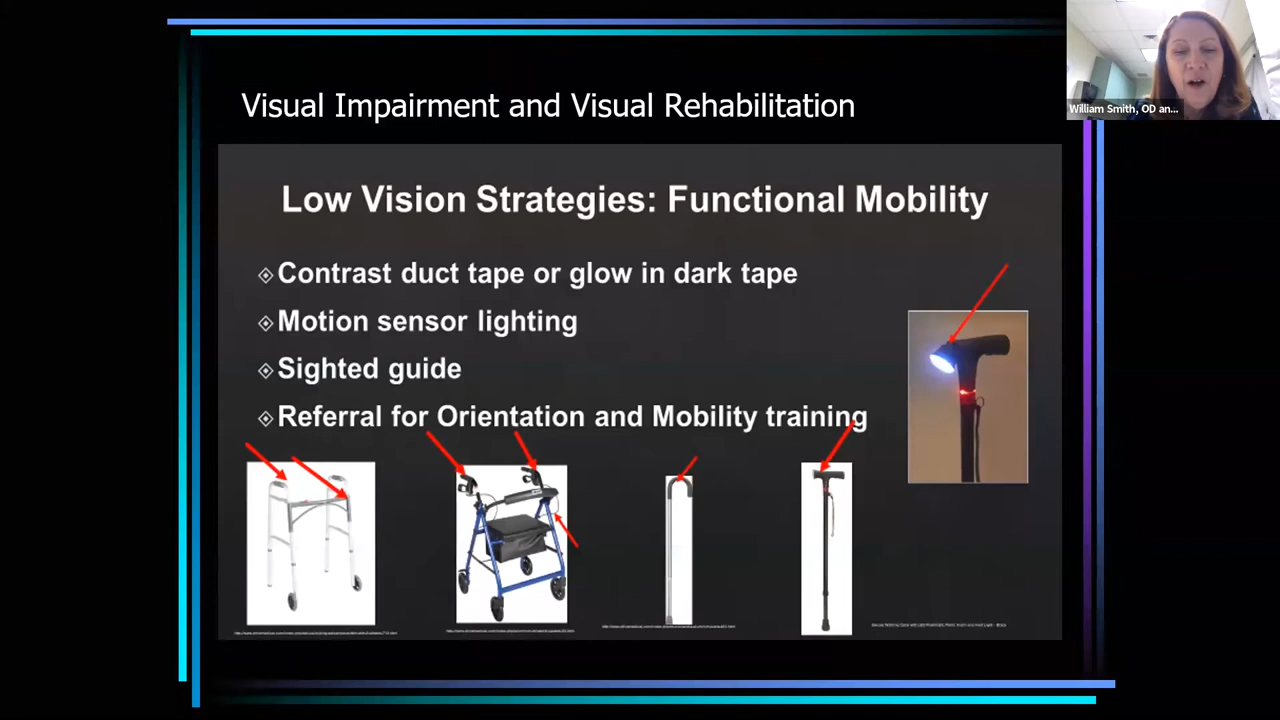 William Smith, OD an...
Visual Impairment and Visual Rehabilitation
Low Vision Strategies: Functional Mobility
Contrast duct tape or glow in dark tape
Motion sensor lighting
Sighted guide
Referral for Orientation and Mobility training